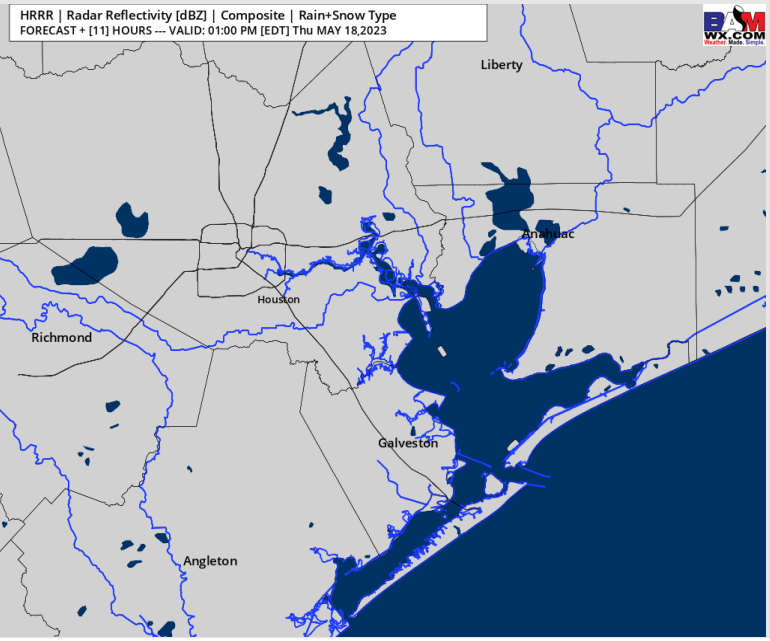 HRRR | Radar Reflectivity [dBZ] | Composite | Rain+Snow Type
FORECAST + [11] HOURS --- VALID: 01:00 PM [EDT] Thu MAY 18,2023
BAM
WX.COM
Weather. Made. Simple.
Liberty
Anahuac
Houston
Richmond
Galveston
Angleton